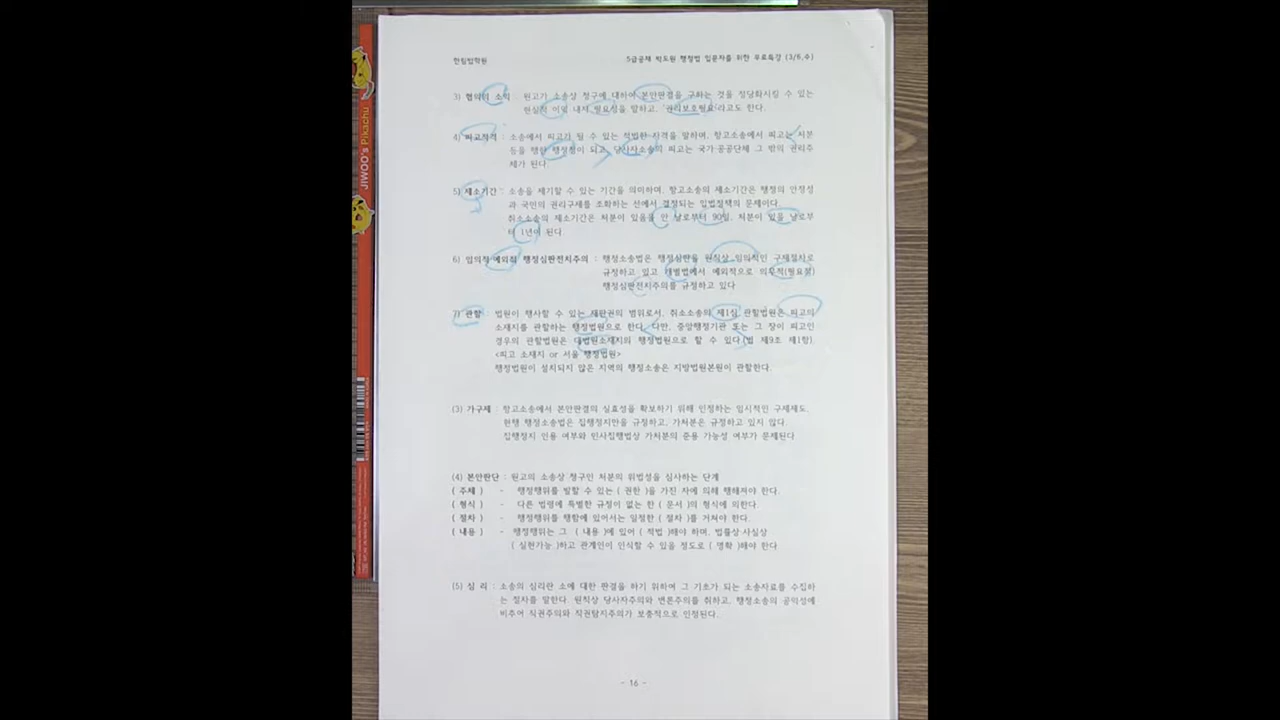 한림법학원
5급공채 박도원 행정법 입문자를 위한 무료특강 (3/6,수)
3) 협의의 소익 : 원고가 소송상 청구에 대하여 본안판결을 구하는 것을 정당화시킬 수 있는
현실적 이익 내지 필요성을 말하고, '권리보호필요'라고도 한다.
4) 피고적격 : 소송에서 피고가 될 수 있는 적법한 자격을 말하며, 항고소송에서 피고는 처분
등을 행한 행정청이 되고, 당사자소송의 피고는 국가·공공단체 그 밖의 권리주
체가 된다.
5) 제소기간 : 소송을 제기할 수 있는 기간을 의미하며, 항고소송의 제소기간은 행정의 안정성
과 국민의 권리구제를 조화하는 선에서 결정되는 입법정책의 문제이다.
취소소송의 제소기간은 처분이 있음을 안 날로부터 90일, 처분이 있을 날로부
터 1년이 된다.
6) 임의적 예외적 행정심판전치주의 : 행정소송법은 행정심판을 원칙상 임의적인 구제절차로
규정하고 있고 개별법에서 예외적으로 의무적(필요적)
행정심판전치주의를 규정하고 있다
7) 관할 : 법원이 행사할 수 있는 재판권의 범위로서, 취소소송의 제1심 관할법원은 피고의
소재지를 관할하는 행정법원으로 한다. 다만, 중앙행정기관 또는 그 장이 피고인
경우의 관할법원은 대법원소재지의 행정법원으로 할 수 있다(법 제9조 제1항).
<피고 소재지 or 서울 행정법원>
행정법원이 설치되지 않은 지역의 행정소송은 지방법원본원이 관할한다.
(3) 가구제 : 항고소송에서 본안판결의 실효성을 확보하기 위해 인정하는 임시적인 구제제도.
현행 행정소송법은 집행정지만을 규정하고, 가처분은 규정하고 있지 않다
집행정지 인용 여부와 민사집행법상 가처분의 준용 가능성 여부가 문제된다
(4) 본안판단 : 원고의 소송상 청구인 처분의 위법성을 심사하는 단계
( 주체 ) - 행정행위를 발할 수 있는 ( 권한 )을 가진 자에 의해 행해져야 한다.
( 형식 ) - 다른 법령에 특별한 규정이 없는 한 ( 문서 )의 형식에 의한다.
( 절차 ) - 행정행위를 행함에 있어서는 일정한 ( 절차 )를 거쳐야 한다.
( 내용 ) - 행정행위는 그 ( 내용 )에 있어 ( 적법 )해야 하며, 법률상·사실상
( 실현가능 )하고 관계인이 인식할 수 있을 정도로 ( 명확 )해야 한다
(5) 심 리 : 소송의 심리란 소에 대한 판결을 하기 위하여 그 기초가 되는 소송자료를 수집하
는 절차를 말한다. 원칙상 당사자주의와 변론주의를 취하고, 행정소송의 공익성에
비추어 직권주의와 직권탐지주의가 보충적으로 인정된다.
- 16 -
JIWOO's Pikachu